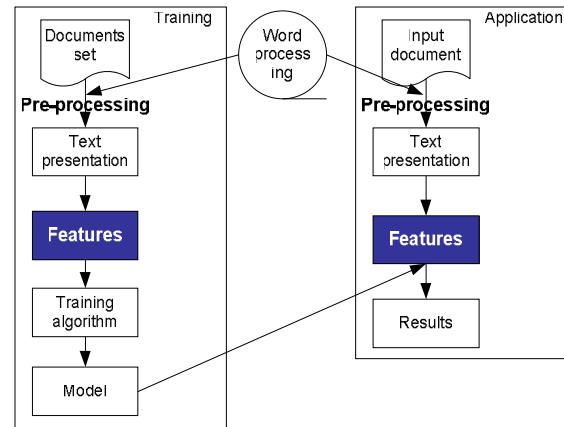 Training
Documents
set
Pre-processing
Text
presentation
Features
Training
algorithm
Model
Word
process
ing
Application
Input
document
Pre-processing
Text
presentation
Features
Results